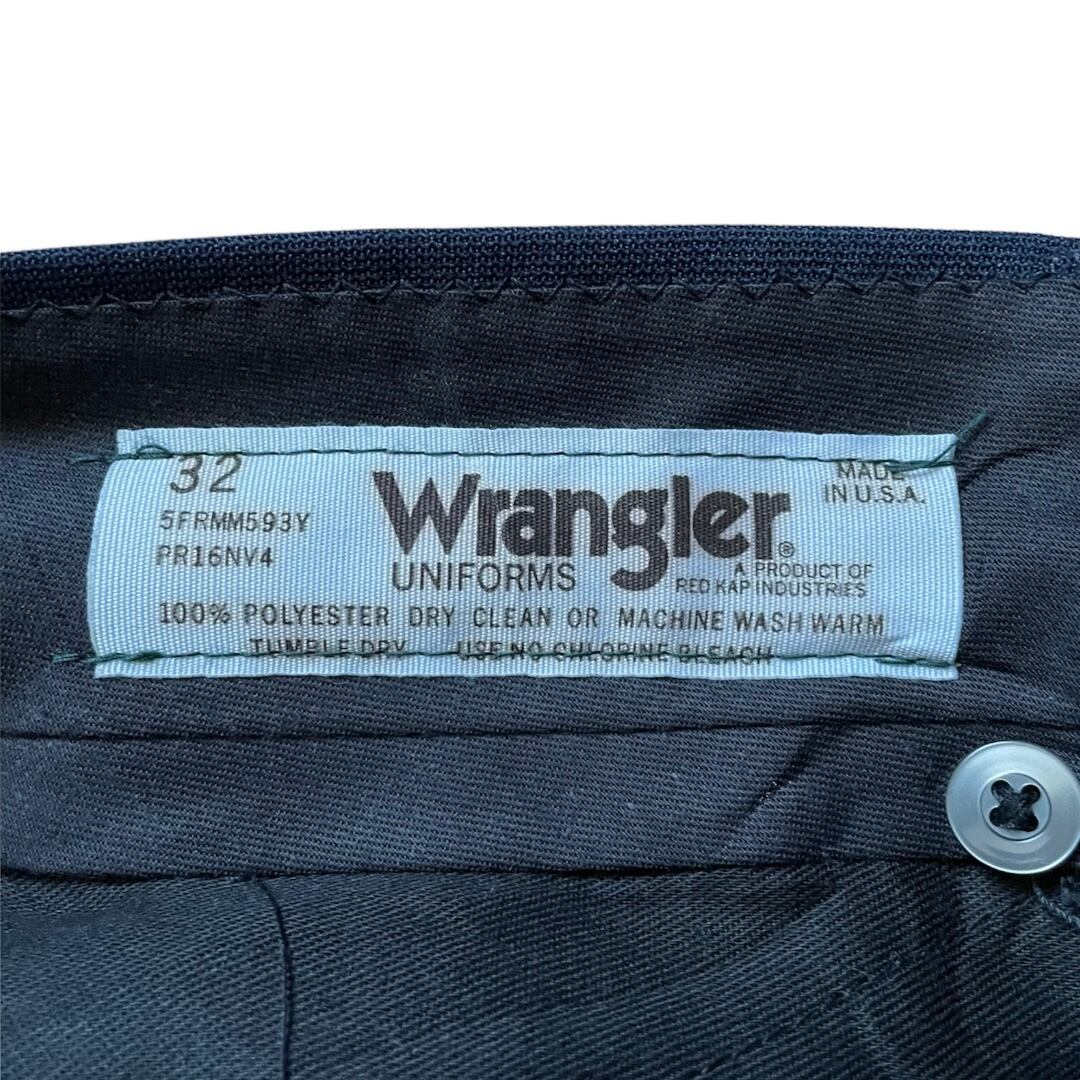 32
5FRMM593Y
PR16NV4
Wrangler®
UNIFORMS
A PRODUCT OF
RED KAP INDUSTRIES
MADE
IN U.S.A.
100% POLYESTER DRY CLEAN OR MACHINE WASH WARM
TUMBLE DRY USE NO CHLORINE BLEACH